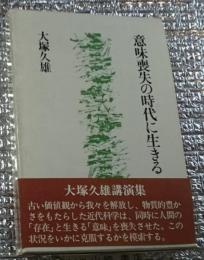 意味喪失の時代に生きる
大塚久雄
大塚久雄講演集
古い価値観から我々を解放し、物質的豊か
さをもたらした近代科学は、同時に人間の
「存在」と生きる「意味」を喪失させた。この
状況をいかに克服するかを模索する。